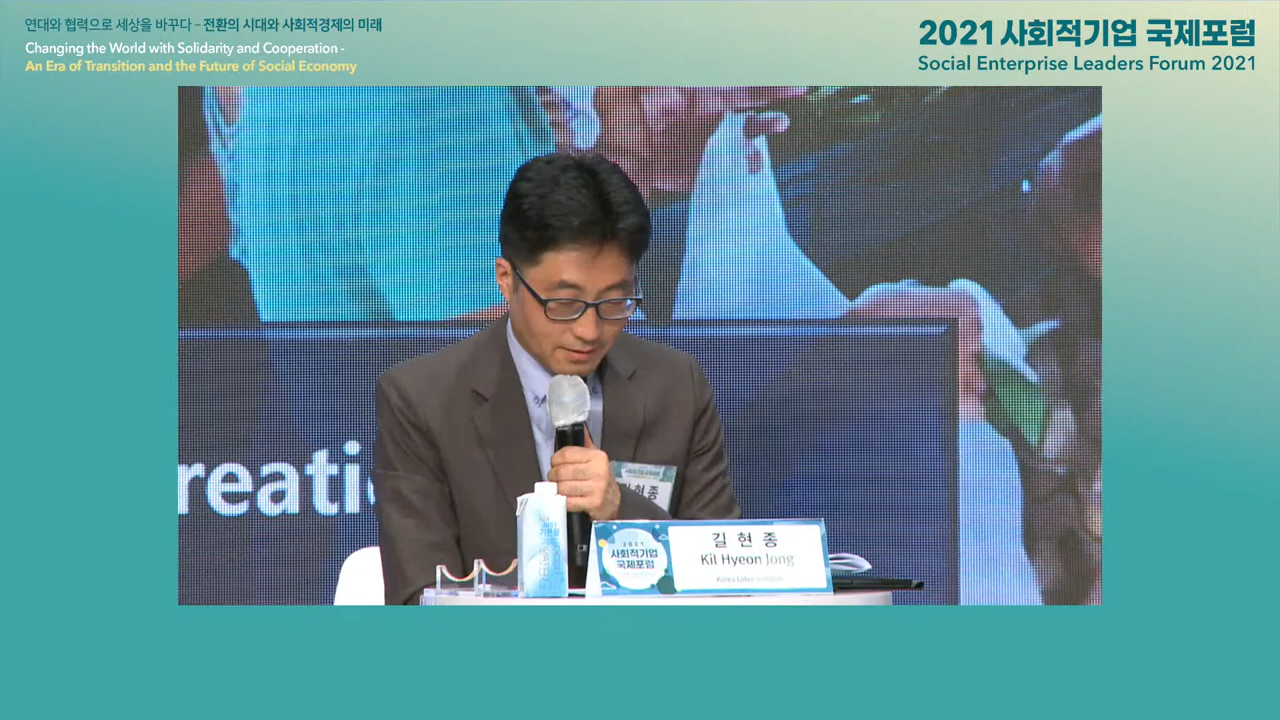 연대와 협력으로 세상을 바꾸다 – 전환의 시대와 사회적경제의 미래
Changing the World with Solidarity and Cooperation -
An Era of Transition and the Future of Social Economy
2021 사회적기업 국제포럼
Social Enterprise Leaders Forum 2021
reati
현종
2021
사회적기업
국제포럼
길현종
Kil Hyeon Jong
Korea Labor Institute